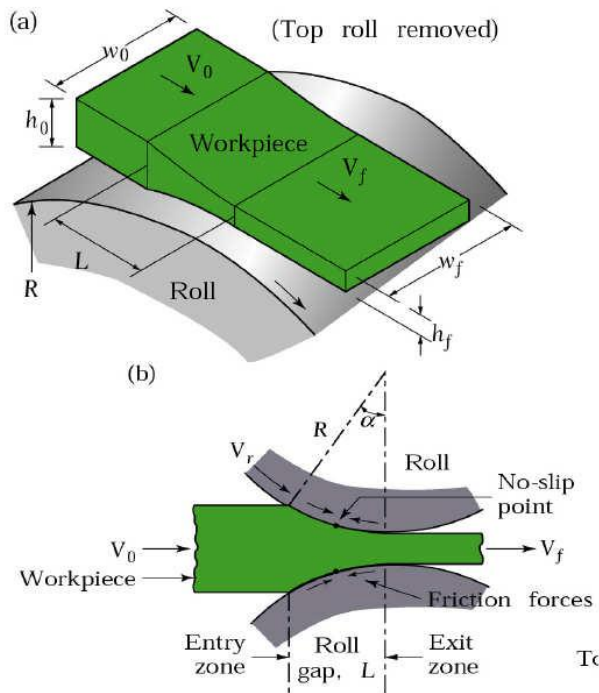 (a)
(Top roll removed)
w0
V0
h0
Workpiece
Vf
L
wf
R
Roll
hf
(b)
R
α
Vr
Roll
No-slip
point
V0
Vf
Workpiece
Friction forces
Entry
zone
Roll
gap, L
Exit
zone